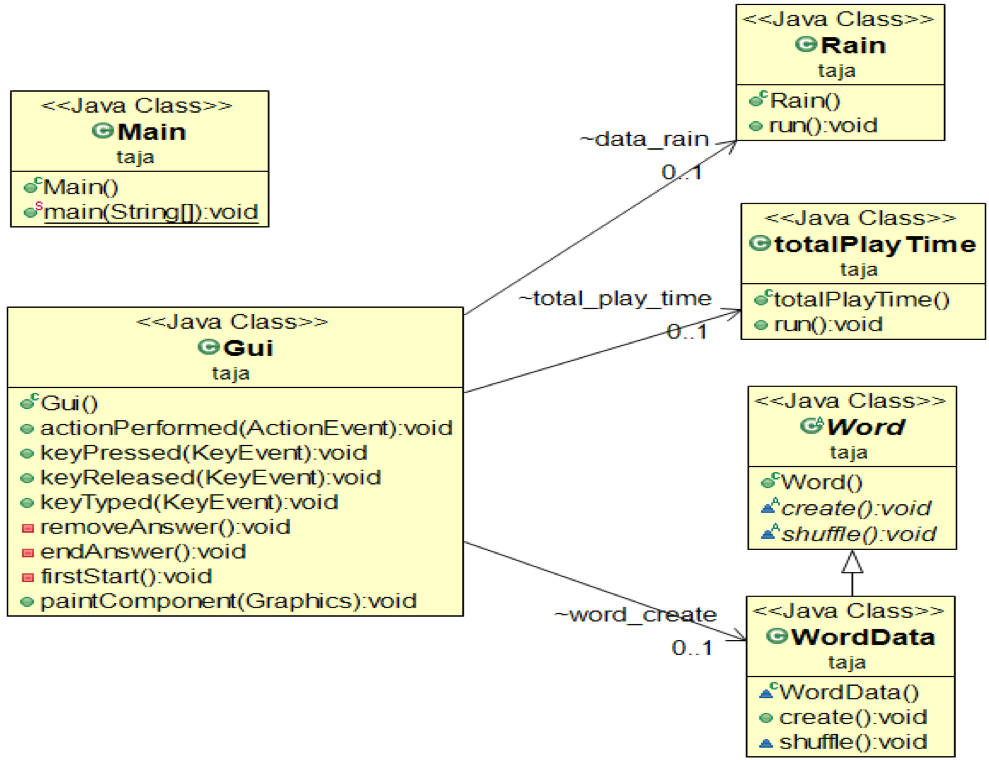 <<Java Class>>
Main
taja
Main()
main(String[]):void
<<Java Class>>
Gui
taja
Gui()
actionPerformed(ActionEvent):void
keyPressed(KeyEvent):void
keyReleased(KeyEvent):void
keyTyped(KeyEvent):void
removeAnswer():void
endAnswer():void
firstStart():void
paintComponent(Graphics):void
~data_rain
0..1
~total_play_time
0..1
~word_create
0..1
<<Java Class>>
Rain
taja
Rain()
run():void
<<Java Class>>
totalPlayTime
taja
totalPlayTime()
run():void
<<Java Class>>
Word
taja
Word()
create():void
shuffle():void
<<Java Class>>
WordData
taja
WordData()
create():void
shuffle():void